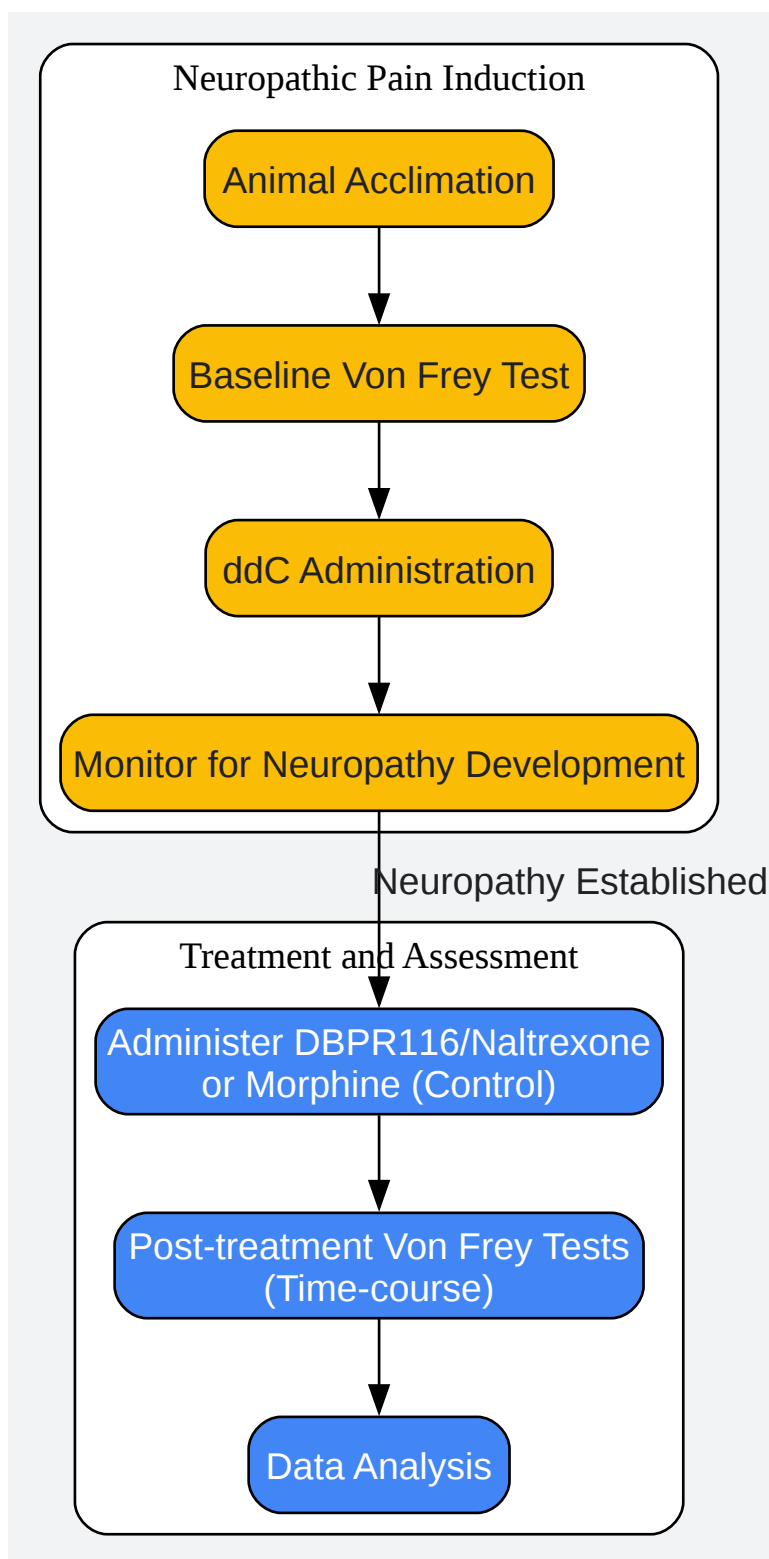 Neuropathic Pain Induction
Animal Acclimation
Baseline Von Frey Test
ddC Administration
Monitor for Neuropathy Development
Neuropathy Established
Treatment and Assessment
Administer DBPR116/Naltrexone
or Morphine (Control)
Post-treatment Von Frey Tests
(Time-course)
Data Analysis